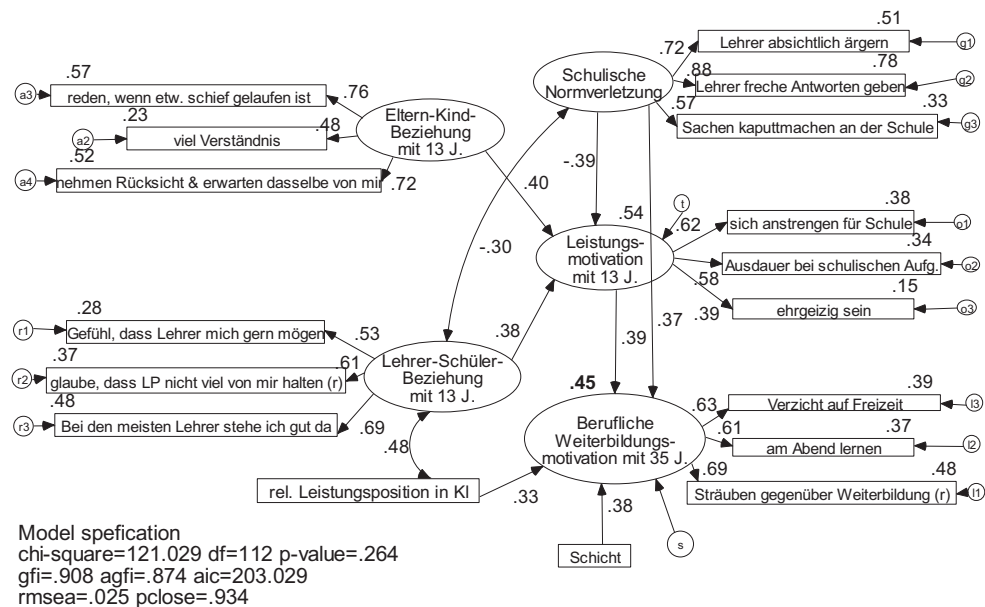 .51
Lehrer absichtlich ärgern
g1
.72
.57
a3
reden, wenn etw. schief gelaufen ist
.76
Schulische
Normverletzung
.88
.78
Lehrer freche Antworten geben
g2
.23
a2
viel Verständnis
.48
Eltern-Kind-
Beziehung
mit 13 J.
.57
.33
Sachen kaputtmachen an der Schule
g3
.52
a4
nehmen Rücksicht & erwarten dasselbe von mir
.72
-.39
.40
.54
t
.62
.38
sich anstrengen für Schule
o1
-.30
Leistungs-
motivation
mit 13 J.
.34
Ausdauer bei schulischen Aufg.
o2
.58
.15
ehrgeizig sein
o3
.39
.28
r1
Gefühl, dass Lehrer mich gern mögen
.53
.38
.37
.39
.37
r2
glaube, dass LP nicht viel von mir halten (r)
.61
Lehrer-Schüler-
Beziehung
mit 13 J.
.48
r3
Bei den meisten Lehrer stehe ich gut da
.69
.45
.39
Verzicht auf Freizeit
l3
.63
Berufliche
Weiterbildungs-
motivation mit 35 J.
.37
am Abend lernen
l2
.61
.48
.69
.48
Sträuben gegenüber Weiterbildung (r)
l1
rel. Leistungsposition in Kl
.33
.38
Schicht
s
Model spefication
chi-square=121.029 df=112 p-value=.264
gfi=.908 agfi=.874 aic=203.029
rmsea=.025 pclose=.934